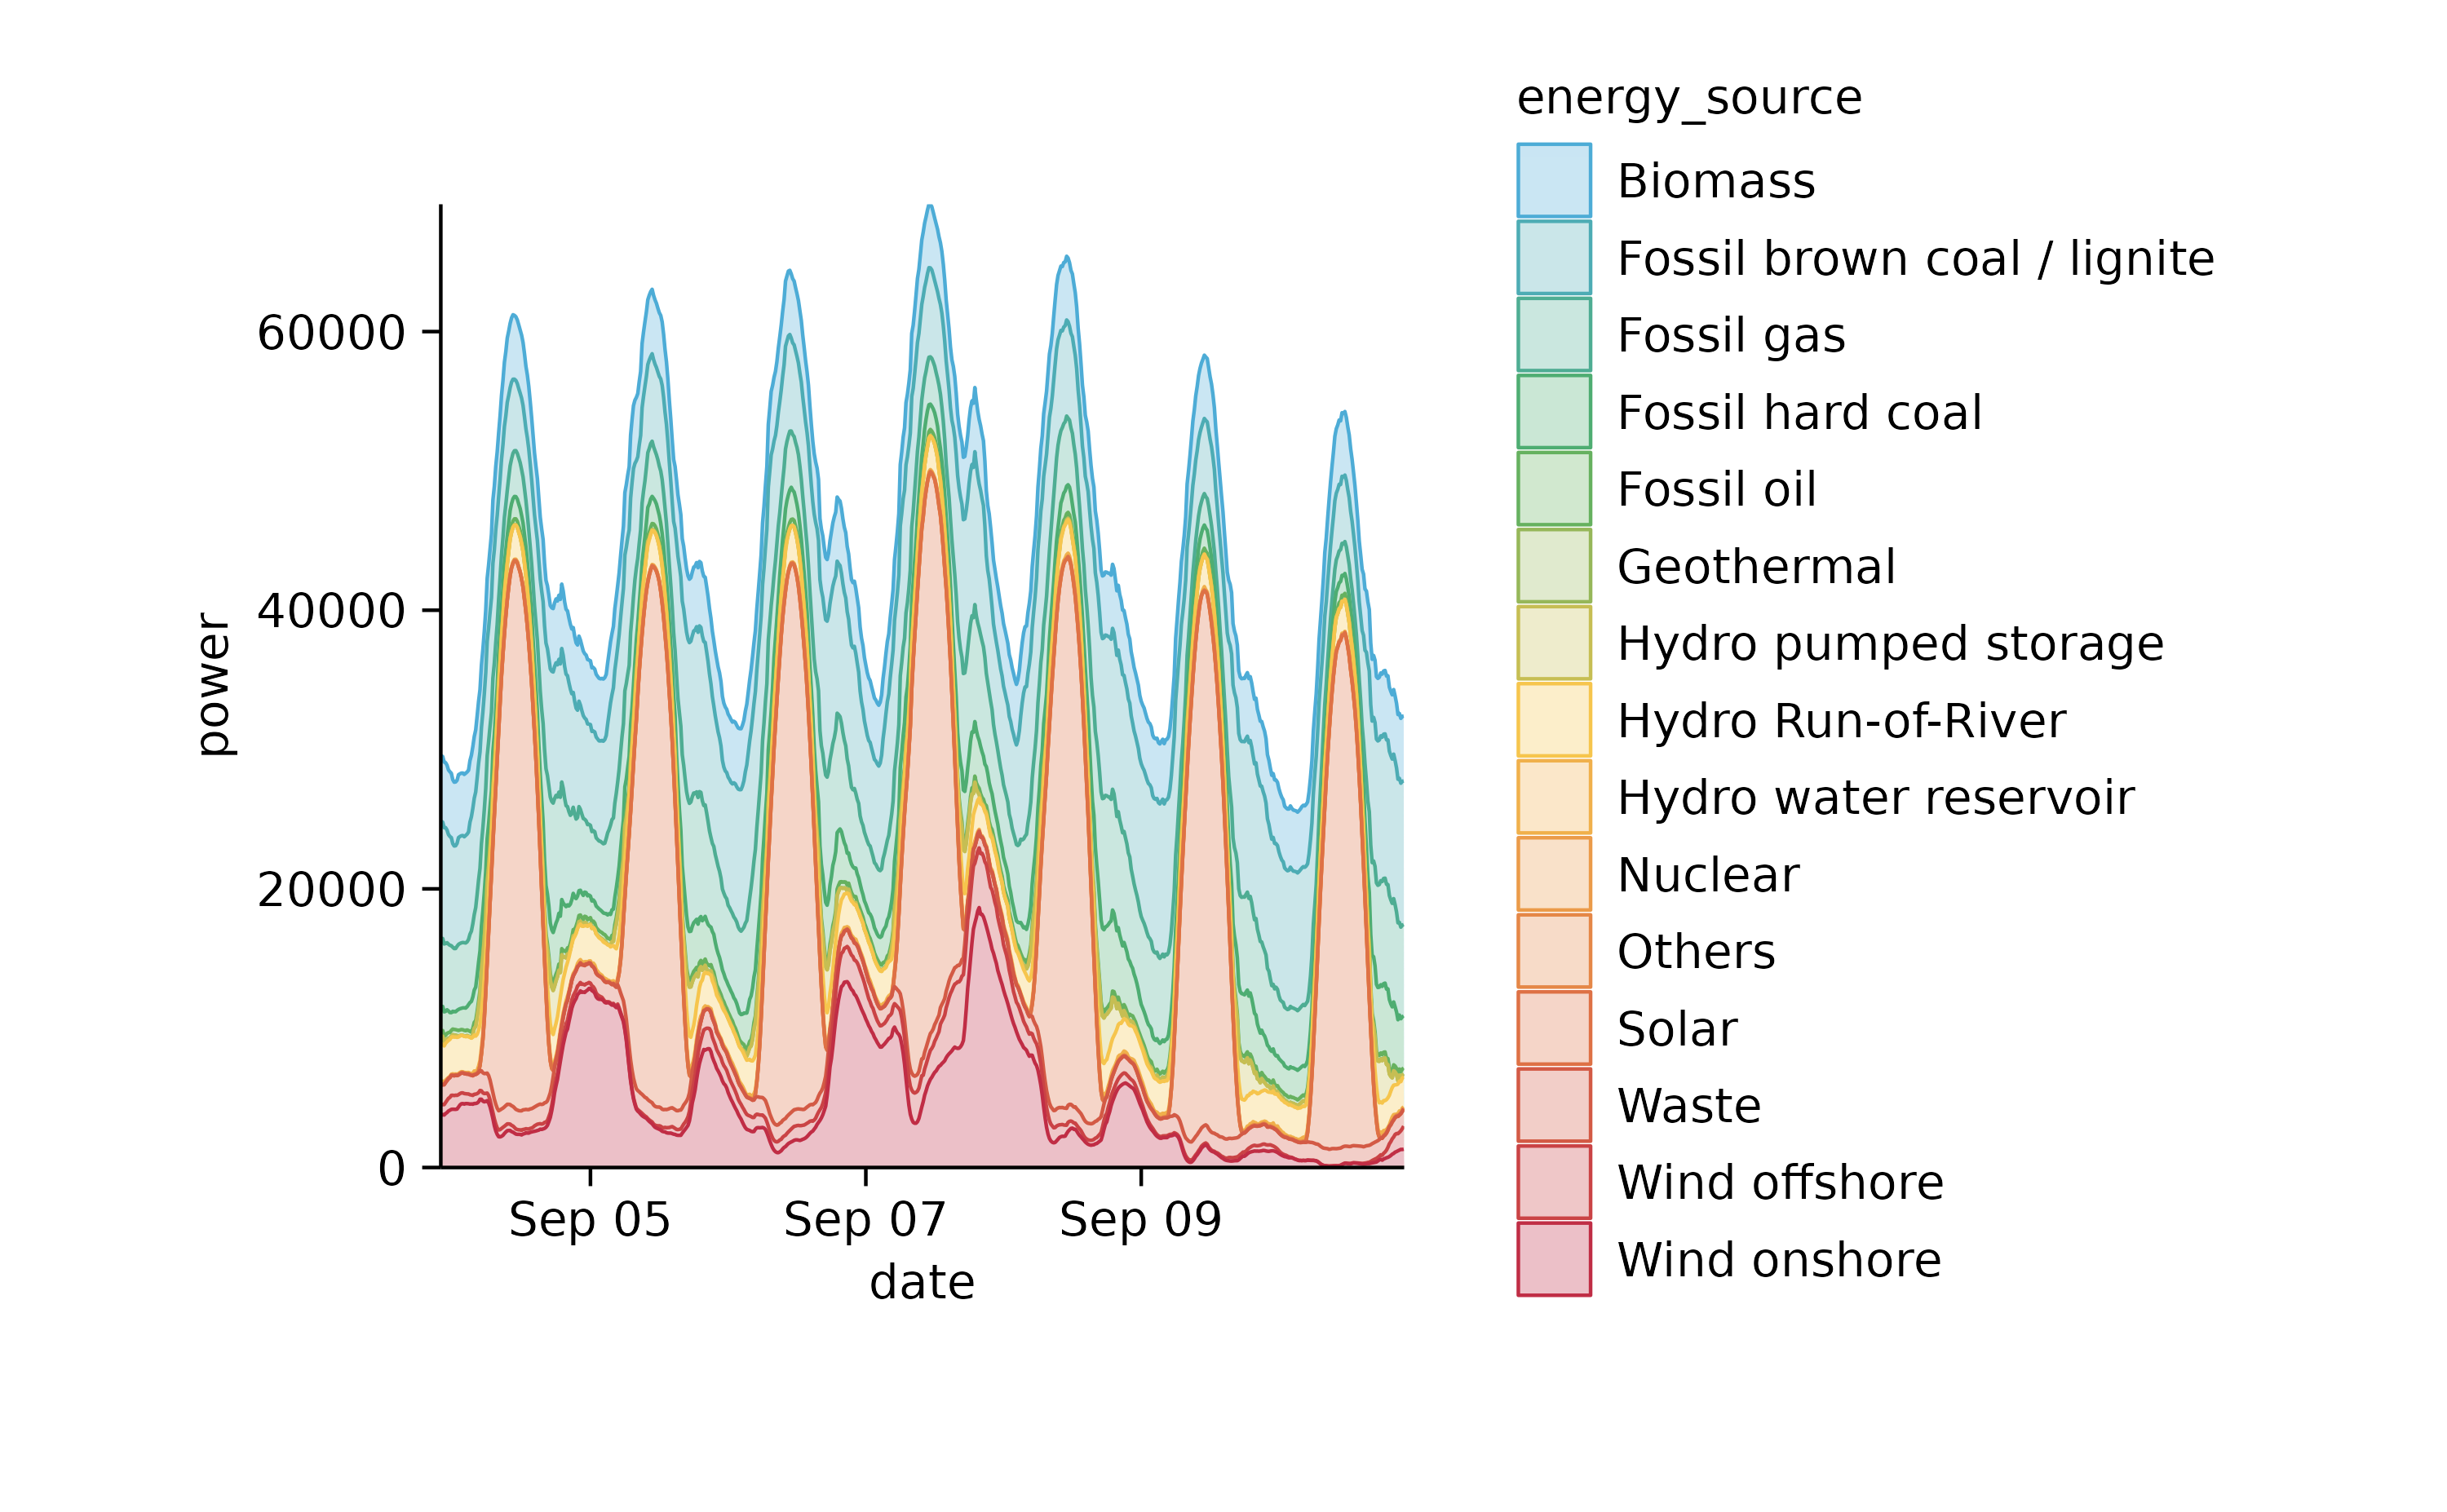 energy_source
Biomass
Fossil brown coal / lignite
Fossil gas
Fossil hard coal
Fossil oil
Geothermal
Hydro pumped storage
Hydro Run-of-River
Hydro water reservoir
Nuclear
Others
Solar
Waste
Wind offshore
Wind onshore
power
60000
40000
20000
0
Sep 05 Sep 07 Sep 09
date